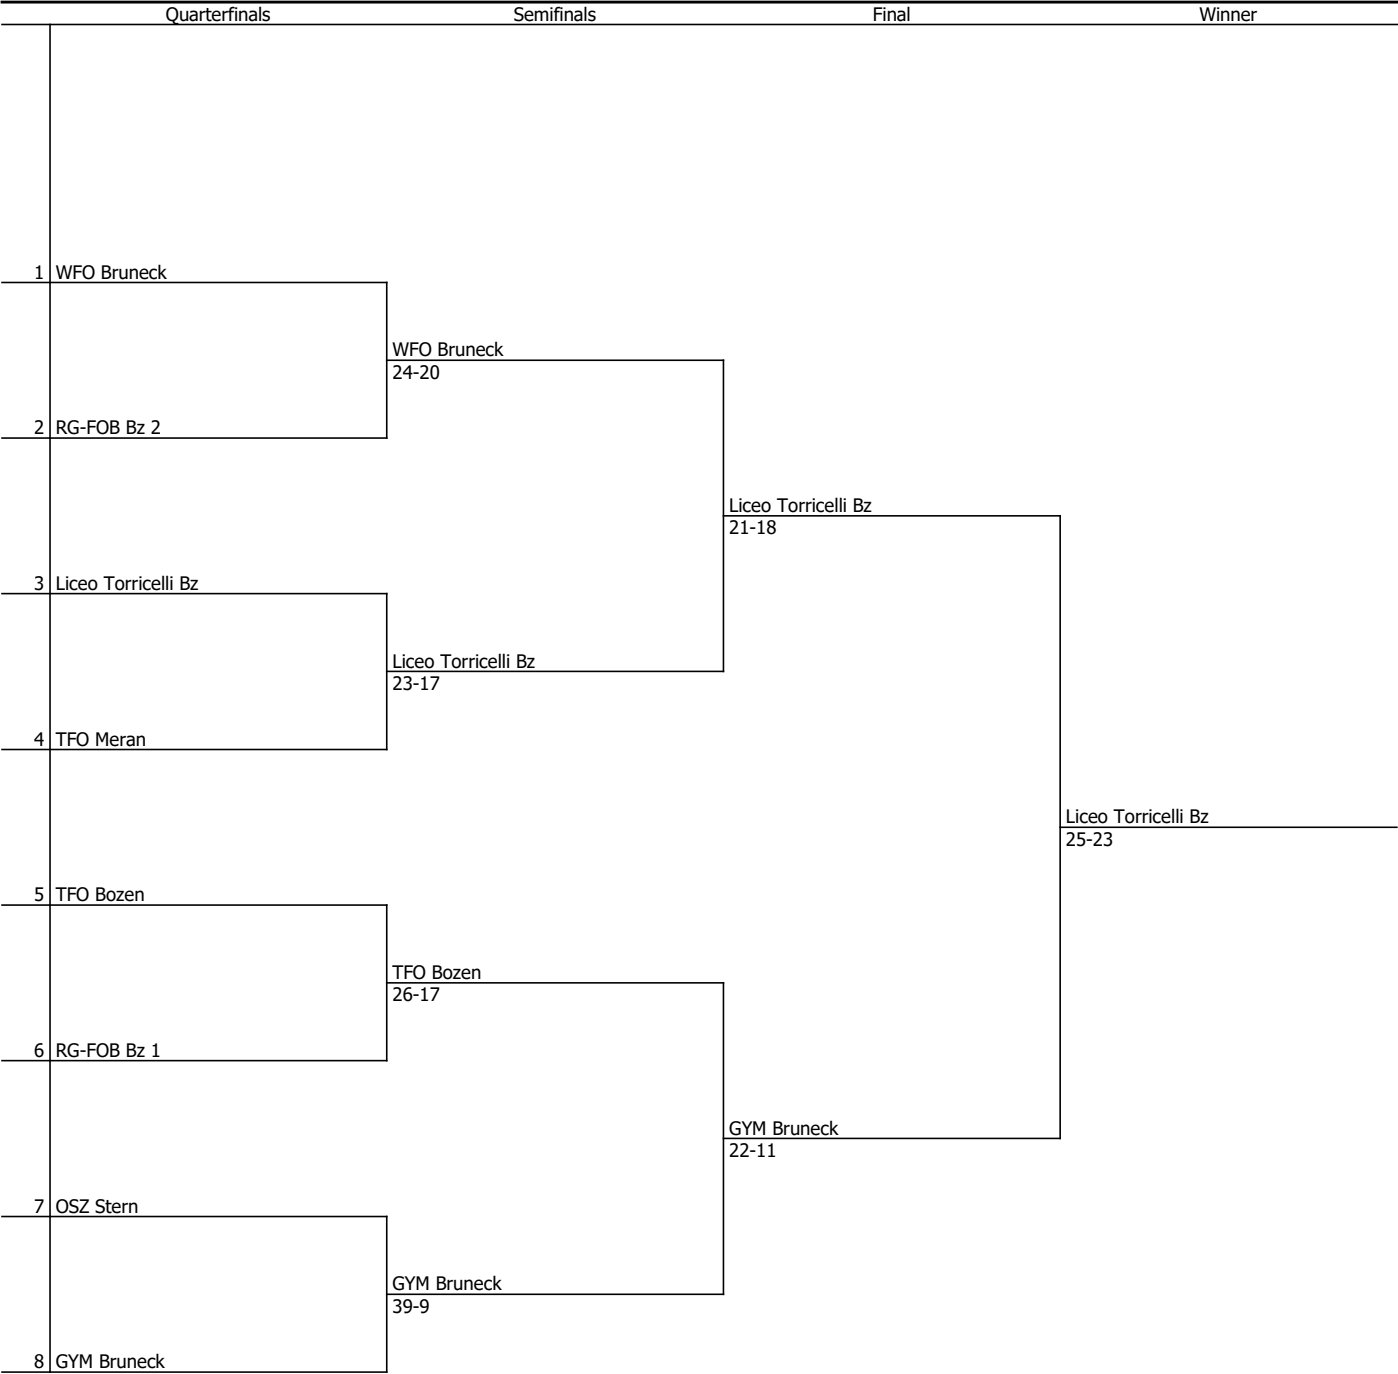 Quarterfinals Semifinals Final Winner
1 WFO Bruneck
WFO Bruneck
24-20
2 RG-FOB Bz 2
Liceo Torricelli Bz
21-18
3 Liceo Torricelli Bz
Liceo Torricelli Bz
23-17
4 TFO Meran
Liceo Torricelli Bz
25-23
5 TFO Bozen
TFO Bozen
26-17
6 RG-FOB Bz 1
GYM Bruneck
22-11
7 OSZ Stern
GYM Bruneck
39-9
8 GYM Bruneck